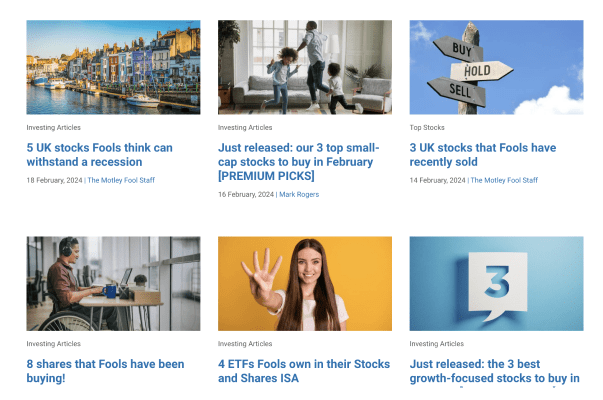 BUY
HOLD
SELL
Investing Articles
5 UK stocks Fools think can
withstand a recession
18 February, 2024 | The Motley Fool Staff
Investing Articles
Just released: our 3 top small-
cap stocks to buy in February
[PREMIUM PICKS]
16 February, 2024 | Mark Rogers
Top Stocks
3 UK stocks that Fools have
recently sold
14 February, 2024 | The Motley Fool Staff
3
Investing Articles
8 shares that Fools have been
buying!
Investing Articles
4 ETFs Fools own in their Stocks
and Shares ISA
Investing Articles
Just released: the 3 best
growth-focused stocks to buy in